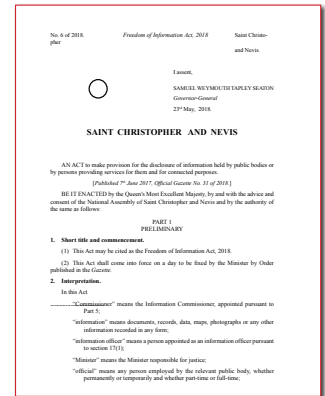 No. 6 of 2018. Freedom of Information Act, 2018 Saint Christo-
pher
and Nevis
I assent,
SAMUEL WEYMOUTH TAPLEY SEATON
Governor-General
23rd May, 2018.
SAINT CHRISTOPHER AND NEVIS
AN ACT to make provision for the disclosure of information held by public bodies or
by persons providing services for them and for connected purposes.
[Published 7th June 2017, Official Gazette No. 31 of 2018.]
BE IT ENACTED by the Queen's Most Excellent Majesty, by and with the advice and
consent of the National Assembly of Saint Christopher and Nevis and by the authority of
the same as follows:
PART 1
PRELIMINARY
1. Short title and commencement.
(1) This Act may be cited as the Freedom of Information Act, 2018.
(2) This Act shall come into force on a day to be fixed by the Minister by Order
published in the Gazette.
2. Interpretation.
In this Act
"Commissioner" means the Information Commissioner, appointed pursuant to
Part 5;
"information" means documents, records, data, maps, photographs or any other
information recorded in any form;
"information officer" means a person appointed as an information officer pursuant
to section 17(1);
"Minister" means the Minister responsible for justice;
"official" means any person employed by the relevant public body, whether
permanently or temporarily and whether part-time or full-time;